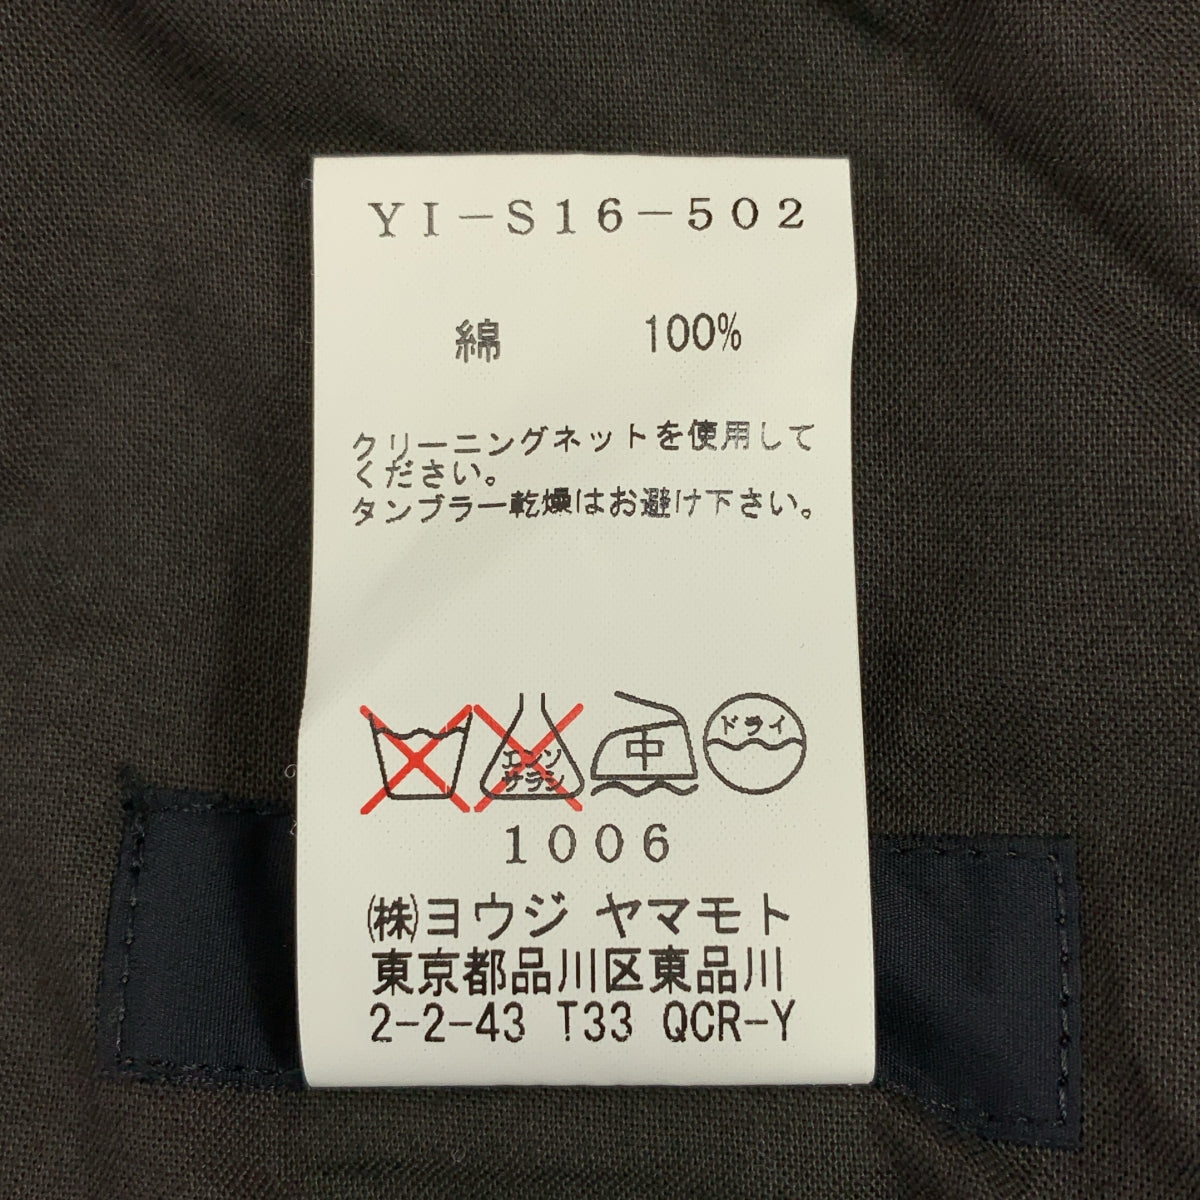 YI-S16-502
綿 100%
クリーニングネットを使用して
ください。
タンブラー乾燥はお避け下さい。
エンソ
サラシ
中
ドライ
1006
㈱ヨウジ ヤマモト
東京都品川区東品川
2-2-43 T33 QCR-Y